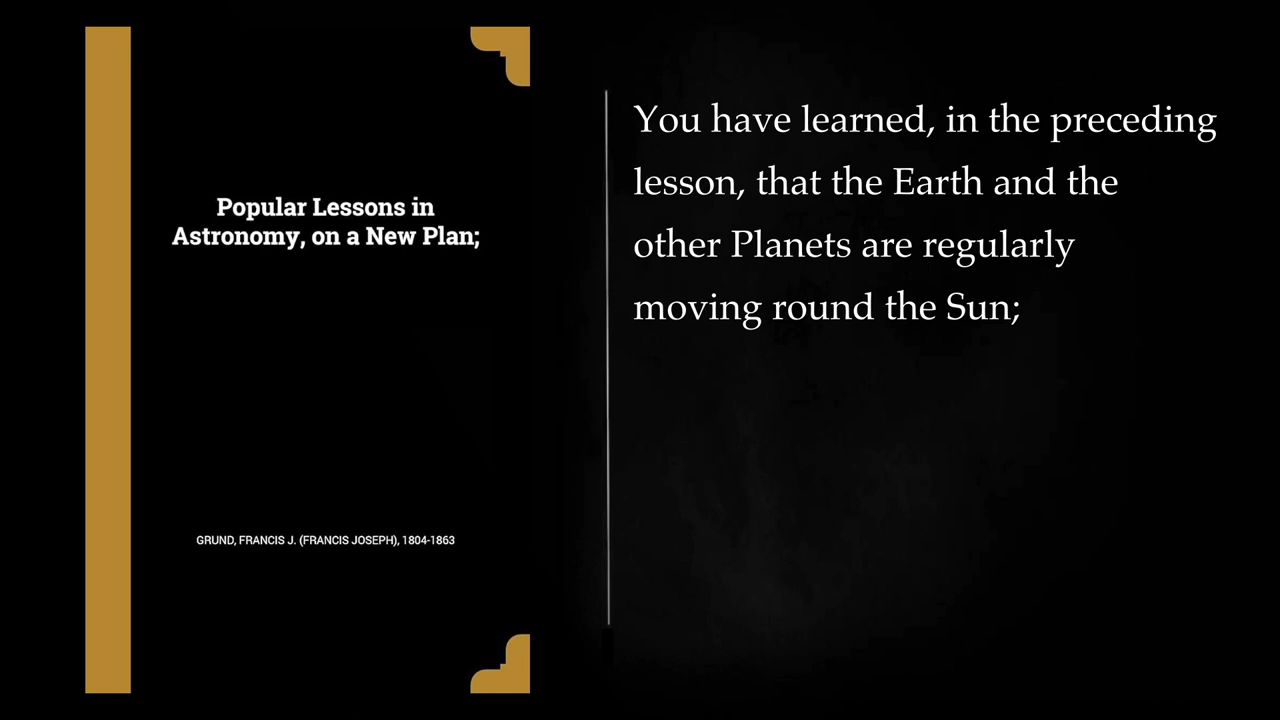 Popular Lessons in
Astronomy, on a New Plan;
GRUND, FRANCIS J. (FRANCIS JOSEPH), 1804-1863
You have learned, in the preceding
lesson, that the Earth and the
other Planets are regularly
moving round the Sun;